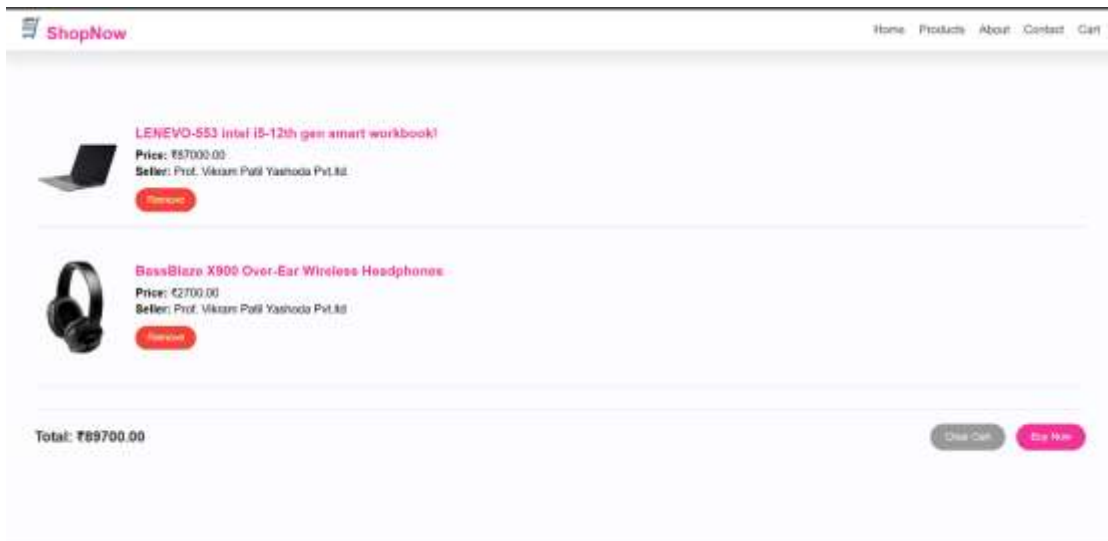 ShopNow
Home Products About Contact Cart
LENEVO-553 intel i5-12th gen smart workbook!
Price: ₹87000.00
Seller: Prof. Vikram Patil Yashoda Pvt.ltd
Remove
BassBlaze X900 Over-Ear Wireless Headphones
Price: ₹2700.00
Seller: Prof. Vikram Patil Yashoda Pvt.ltd
Remove
Total: ₹89700.00
Clear Cart Buy Now